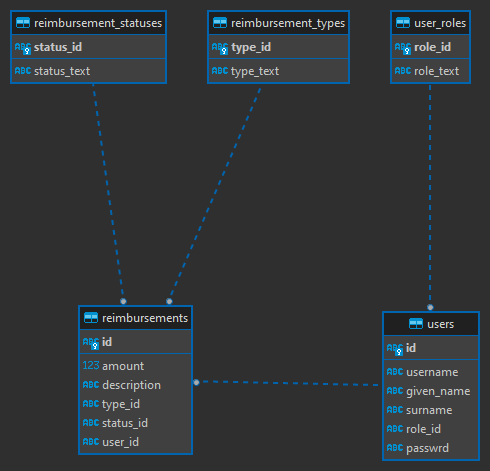 reimbursement_statuses
ABC status_id
ABC status_text
reimbursement_types
ABC type_id
ABC type_text
user_roles
ABC role_id
ABC role_text
reimbursements
ABC id
123 amount
ABC description
ABC type_id
ABC status_id
ABC user_id
users
ABC id
ABC username
ABC given_name
ABC surname
ABC role_id
ABC passwrd